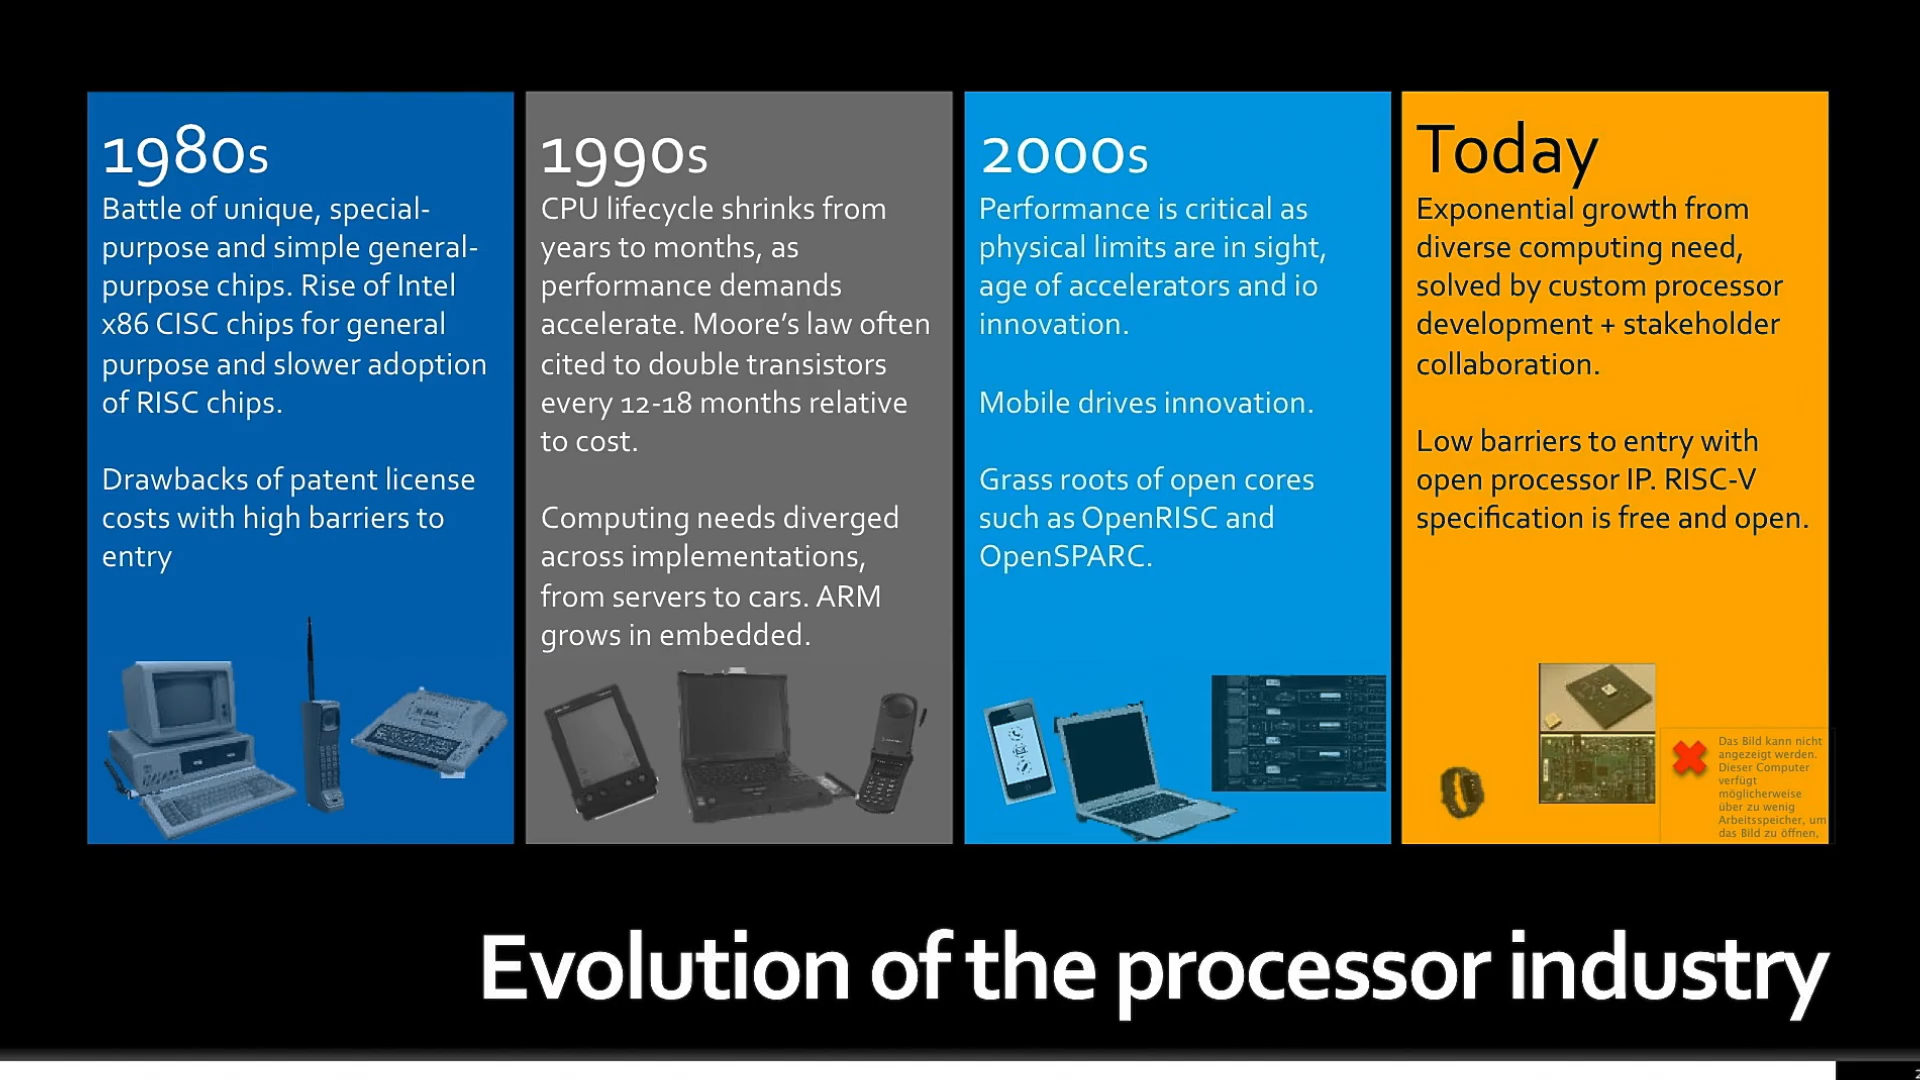 1980s
Battle of unique, special-
purpose and simple general-
purpose chips. Rise of Intel
x86 CISC chips for general
purpose and slower adoption
of RISC chips.
Drawbacks of patent license
costs with high barriers to
entry
1990s
CPU lifecycle shrinks from
years to months, as
performance demands
accelerate. Moore’s law often
cited to double transistors
every 12-18 months relative
to cost.
Computing needs diverged
across implementations,
from servers to cars. ARM
grows in embedded.
2000s
Performance is critical as
physical limits are in sight,
age of accelerators and io
innovation.
Mobile drives innovation.
Grass roots of open cores
such as OpenRISC and
OpenSPARC.
Today
Exponential growth from
diverse computing need,
solved by custom processor
development + stakeholder
collaboration.
Low barriers to entry with
open processor IP. RISC-V
specification is free and open.
Das Bild kann nicht
angezeigt werden.
Dieser Computer
verfügt
möglicherweise
über zu wenig
Arbeitsspeicher, um
das Bild zu öffnen,
Evolution of the processor industry